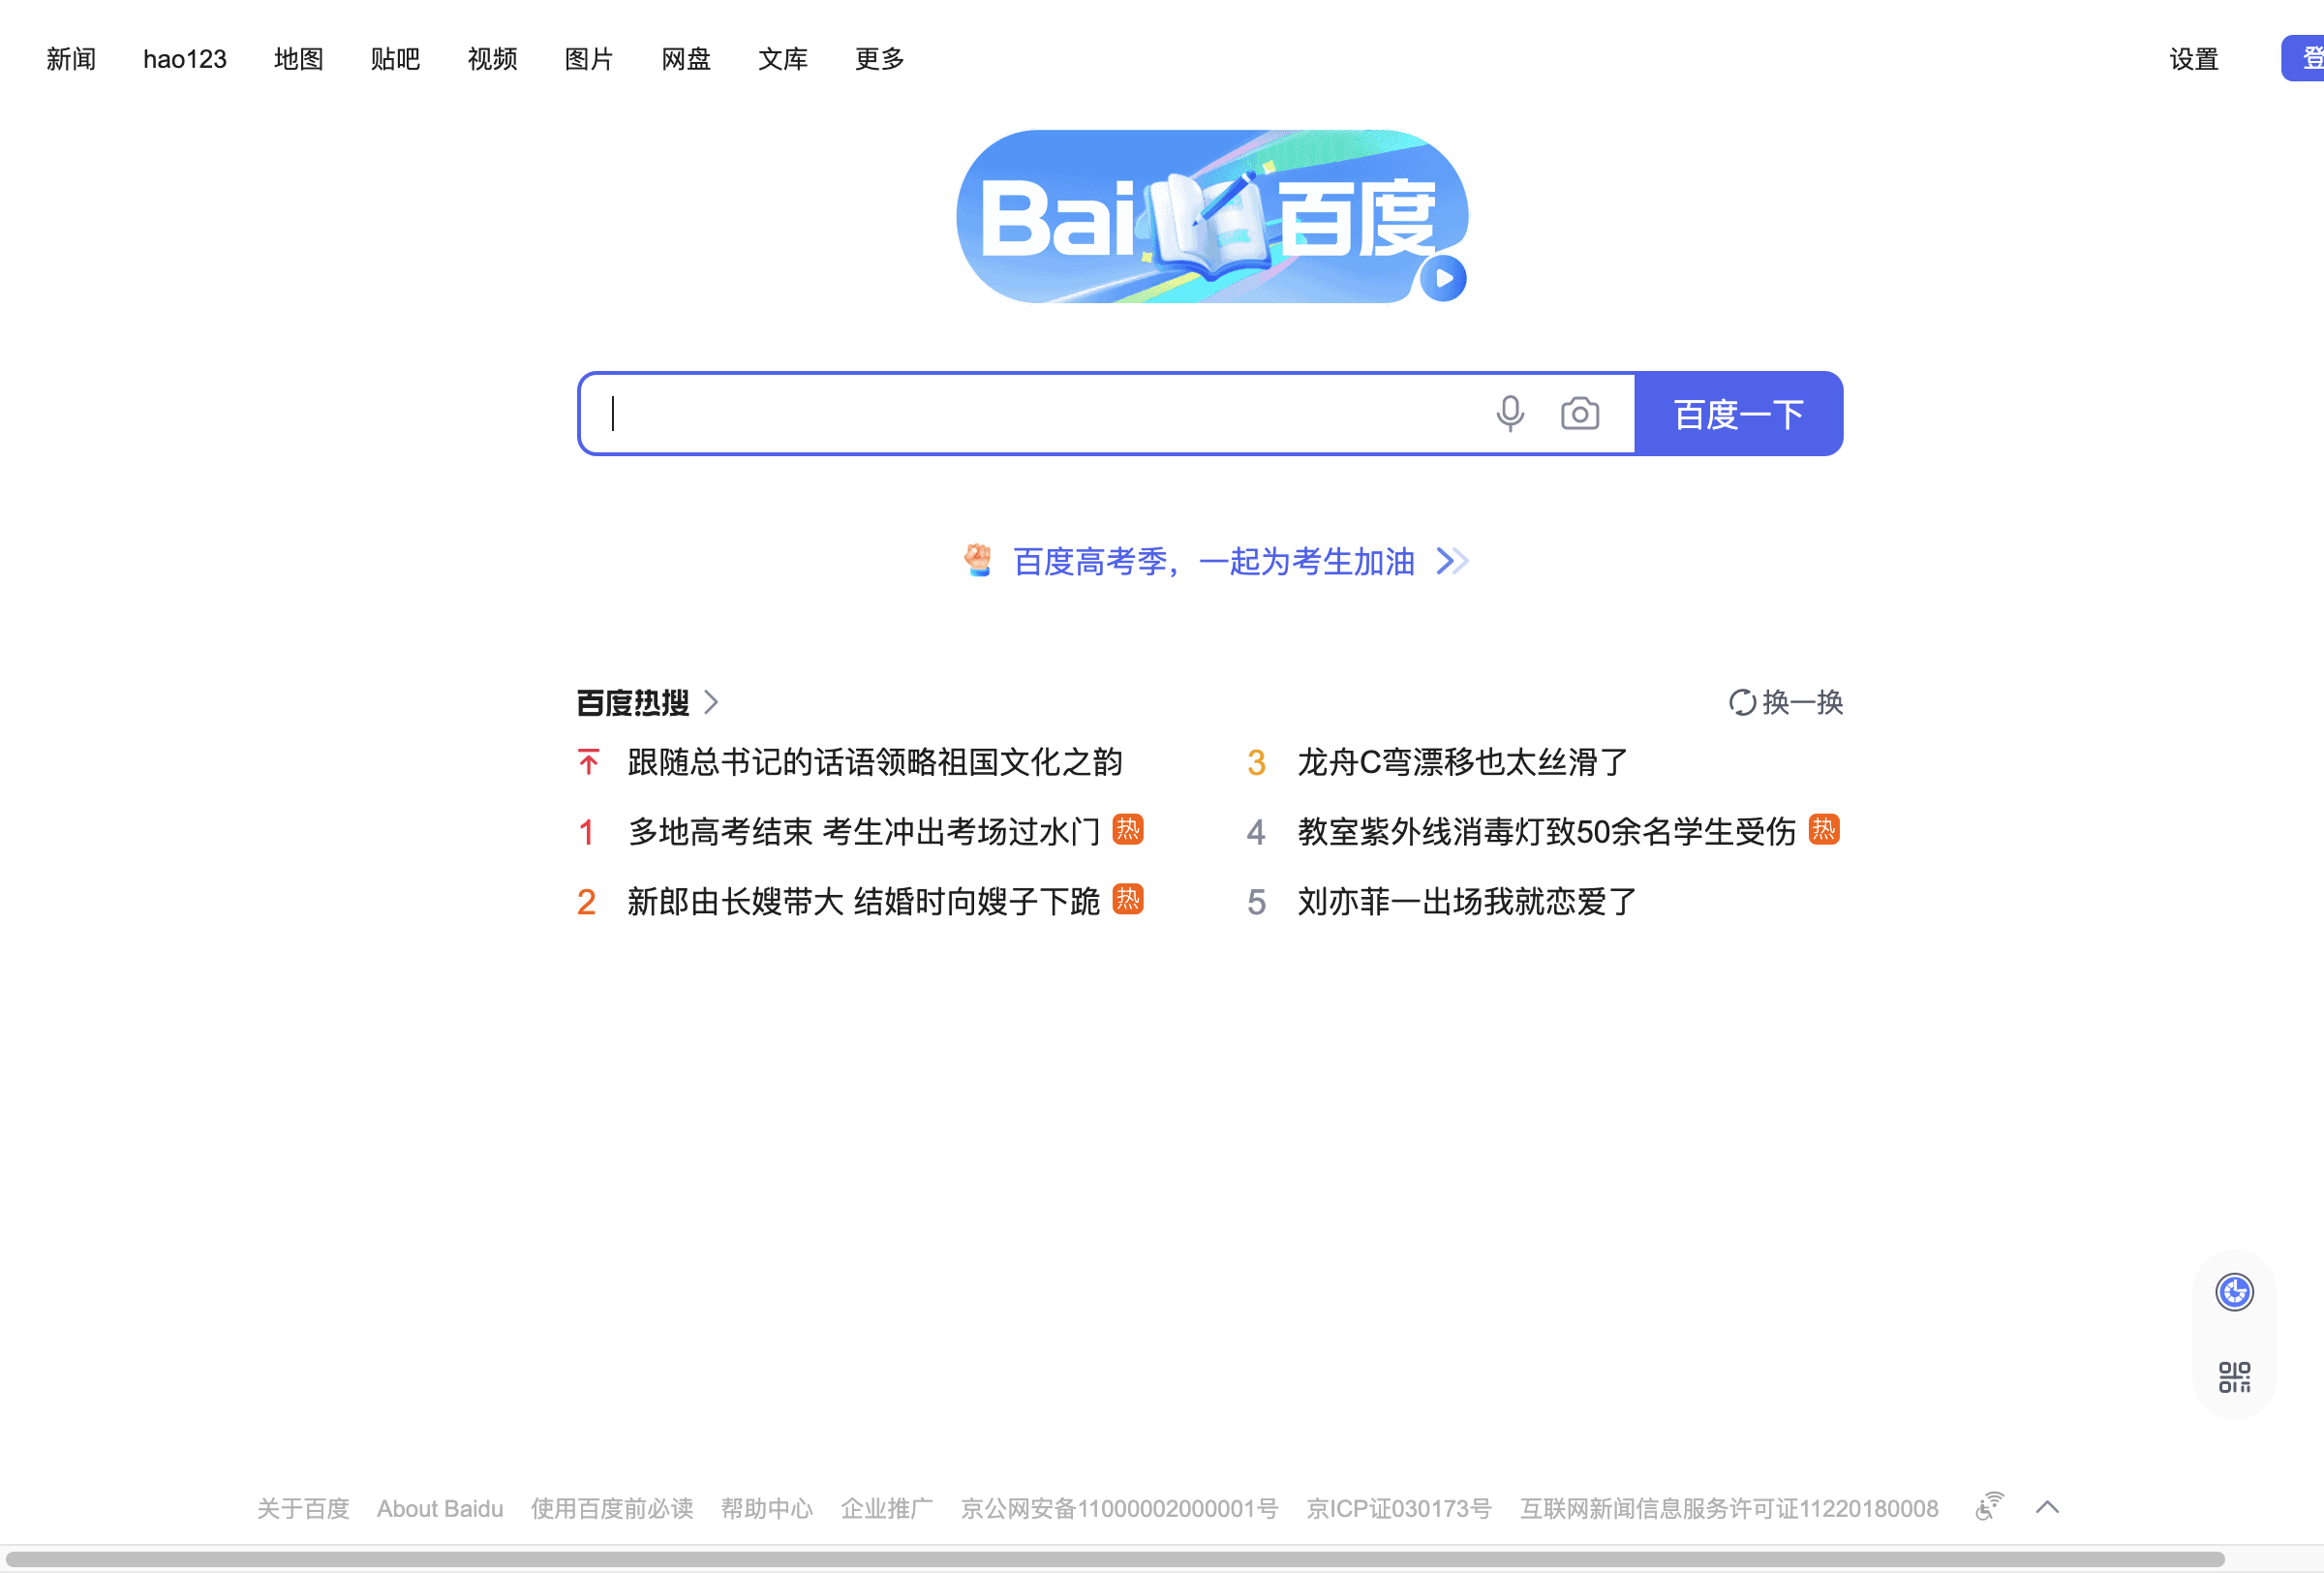 新闻 hao123 地图 贴吧 视频 图片 网盘 文库 更多 设置 登
Bai 百度
百度一下
百度高考季，一起为考生加油
百度热搜 换一换
跟随总书记的话语领略祖国文化之韵
1 多地高考结束 考生冲出考场过水门 热
2 新郎由长嫂带大 结婚时向嫂子下跪 热
3 龙舟C弯漂移也太丝滑了
4 教室紫外线消毒灯致50余名学生受伤 热
5 刘亦菲一出场我就恋爱了
关于百度 About Baidu 使用百度前必读 帮助中心 企业推广 京公网安备11000002000001号 京ICP证030173号 互联网新闻信息服务许可证11220180008